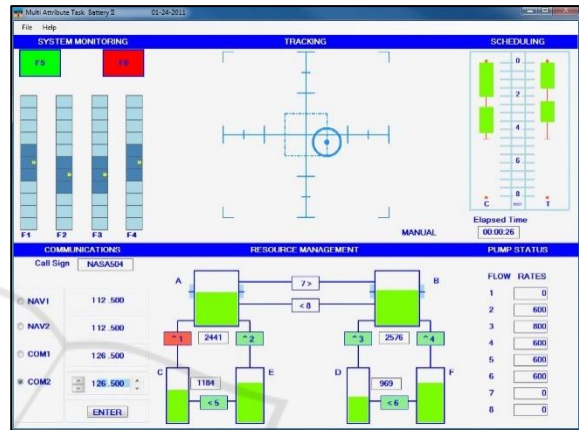 Multi Attribute Task Battery II 01-24-2011
File Help
SYSTEM MONITORING TRACKING SCHEDULING
F5 F6
0
2
4
6
8
C min T
F1 F2 F3 F4
MANUAL
Elapsed Time
00:00:26
COMMUNICATIONS RESOURCE MANAGEMENT PUMP STATUS
Call Sign NASA504
FLOW RATES
A 7 > B
< 8
NAV1 112.500
NAV2 112.500
COM1 126.500
COM2 126.500
ENTER
^ 1 2441 ^ 2 ^ 3 2576 ^ 4
C 1184 E D 969 F
< 5 < 6
1 0
2 600
3 800
4 600
5 600
6 600
7 0
8 0